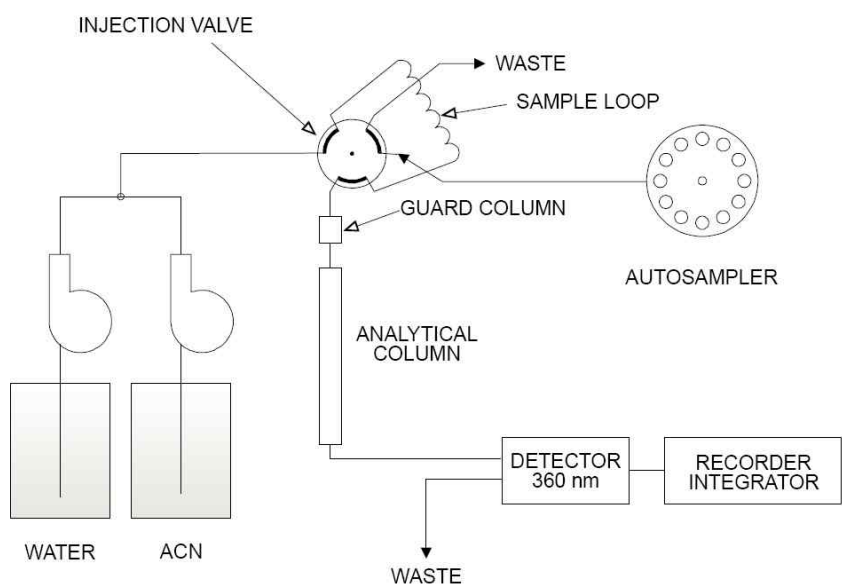 INJECTION VALVE
WASTE
SAMPLE LOOP
GUARD COLUMN
AUTOSAMPLER
ANALYTICAL
COLUMN
DETECTOR
360 nm
RECORDER
INTEGRATOR
WATER
ACN
WASTE